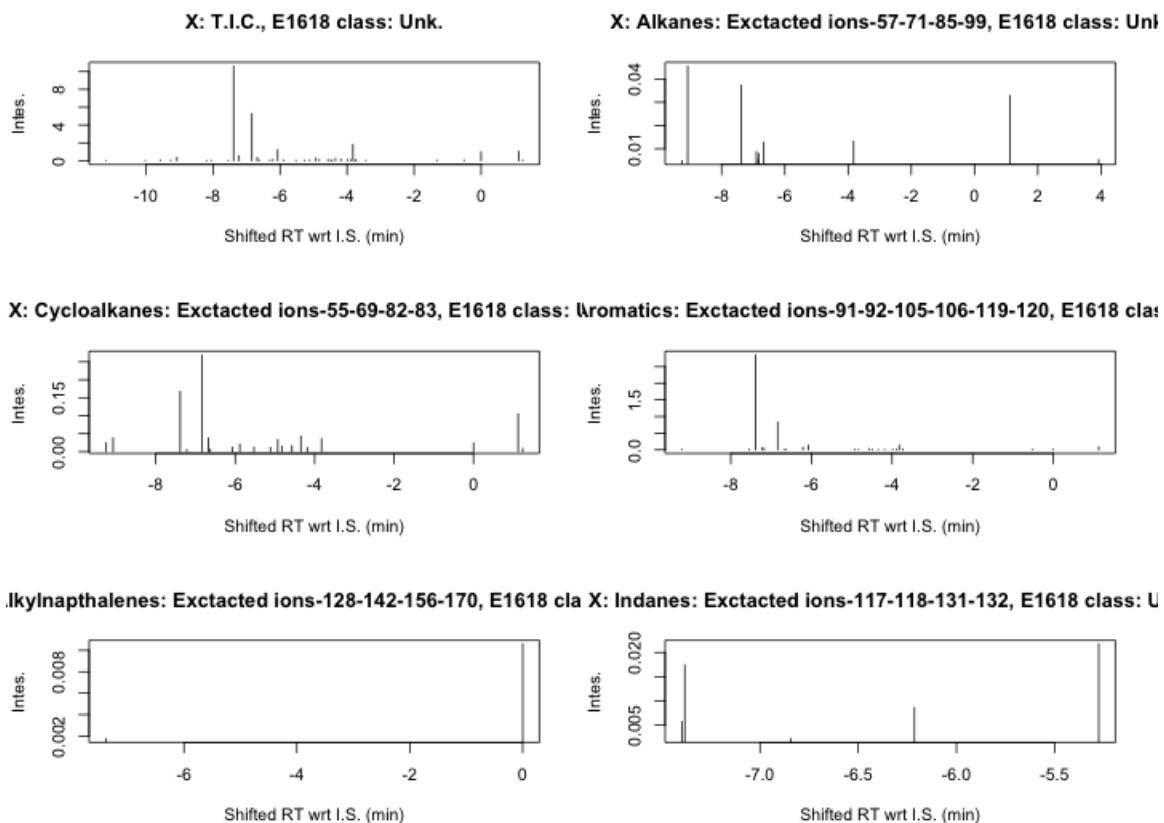 X: T.I.C., E1618 class: Unk.
Intes.
8
4
0
-10 -8 -6 -4 -2 0
Shifted RT wrt I.S. (min)
X: Alkanes: Exctacted ions-57-71-85-99, E1618 class: Unk
Intes.
0.04
0.01
-8 -6 -4 -2 0 2 4
Shifted RT wrt I.S. (min)
X: Cycloalkanes: Exctacted ions-55-69-82-83, E1618 class: U
Intes.
0.15
0.00
-8 -6 -4 -2 0
Shifted RT wrt I.S. (min)
Aromatics: Exctacted ions-91-92-105-106-119-120, E1618 clas
Intes.
1.5
0.0
-8 -6 -4 -2 0
Shifted RT wrt I.S. (min)
lkylnapthalenes: Exctacted ions-128-142-156-170, E1618 cla
Intes.
0.008
0.002
-6 -4 -2 0
Shifted RT wrt I.S. (min)
X: Indanes: Exctacted ions-117-118-131-132, E1618 class: U
Intes.
0.020
0.005
-7.0 -6.5 -6.0 -5.5
Shifted RT wrt I.S. (min)